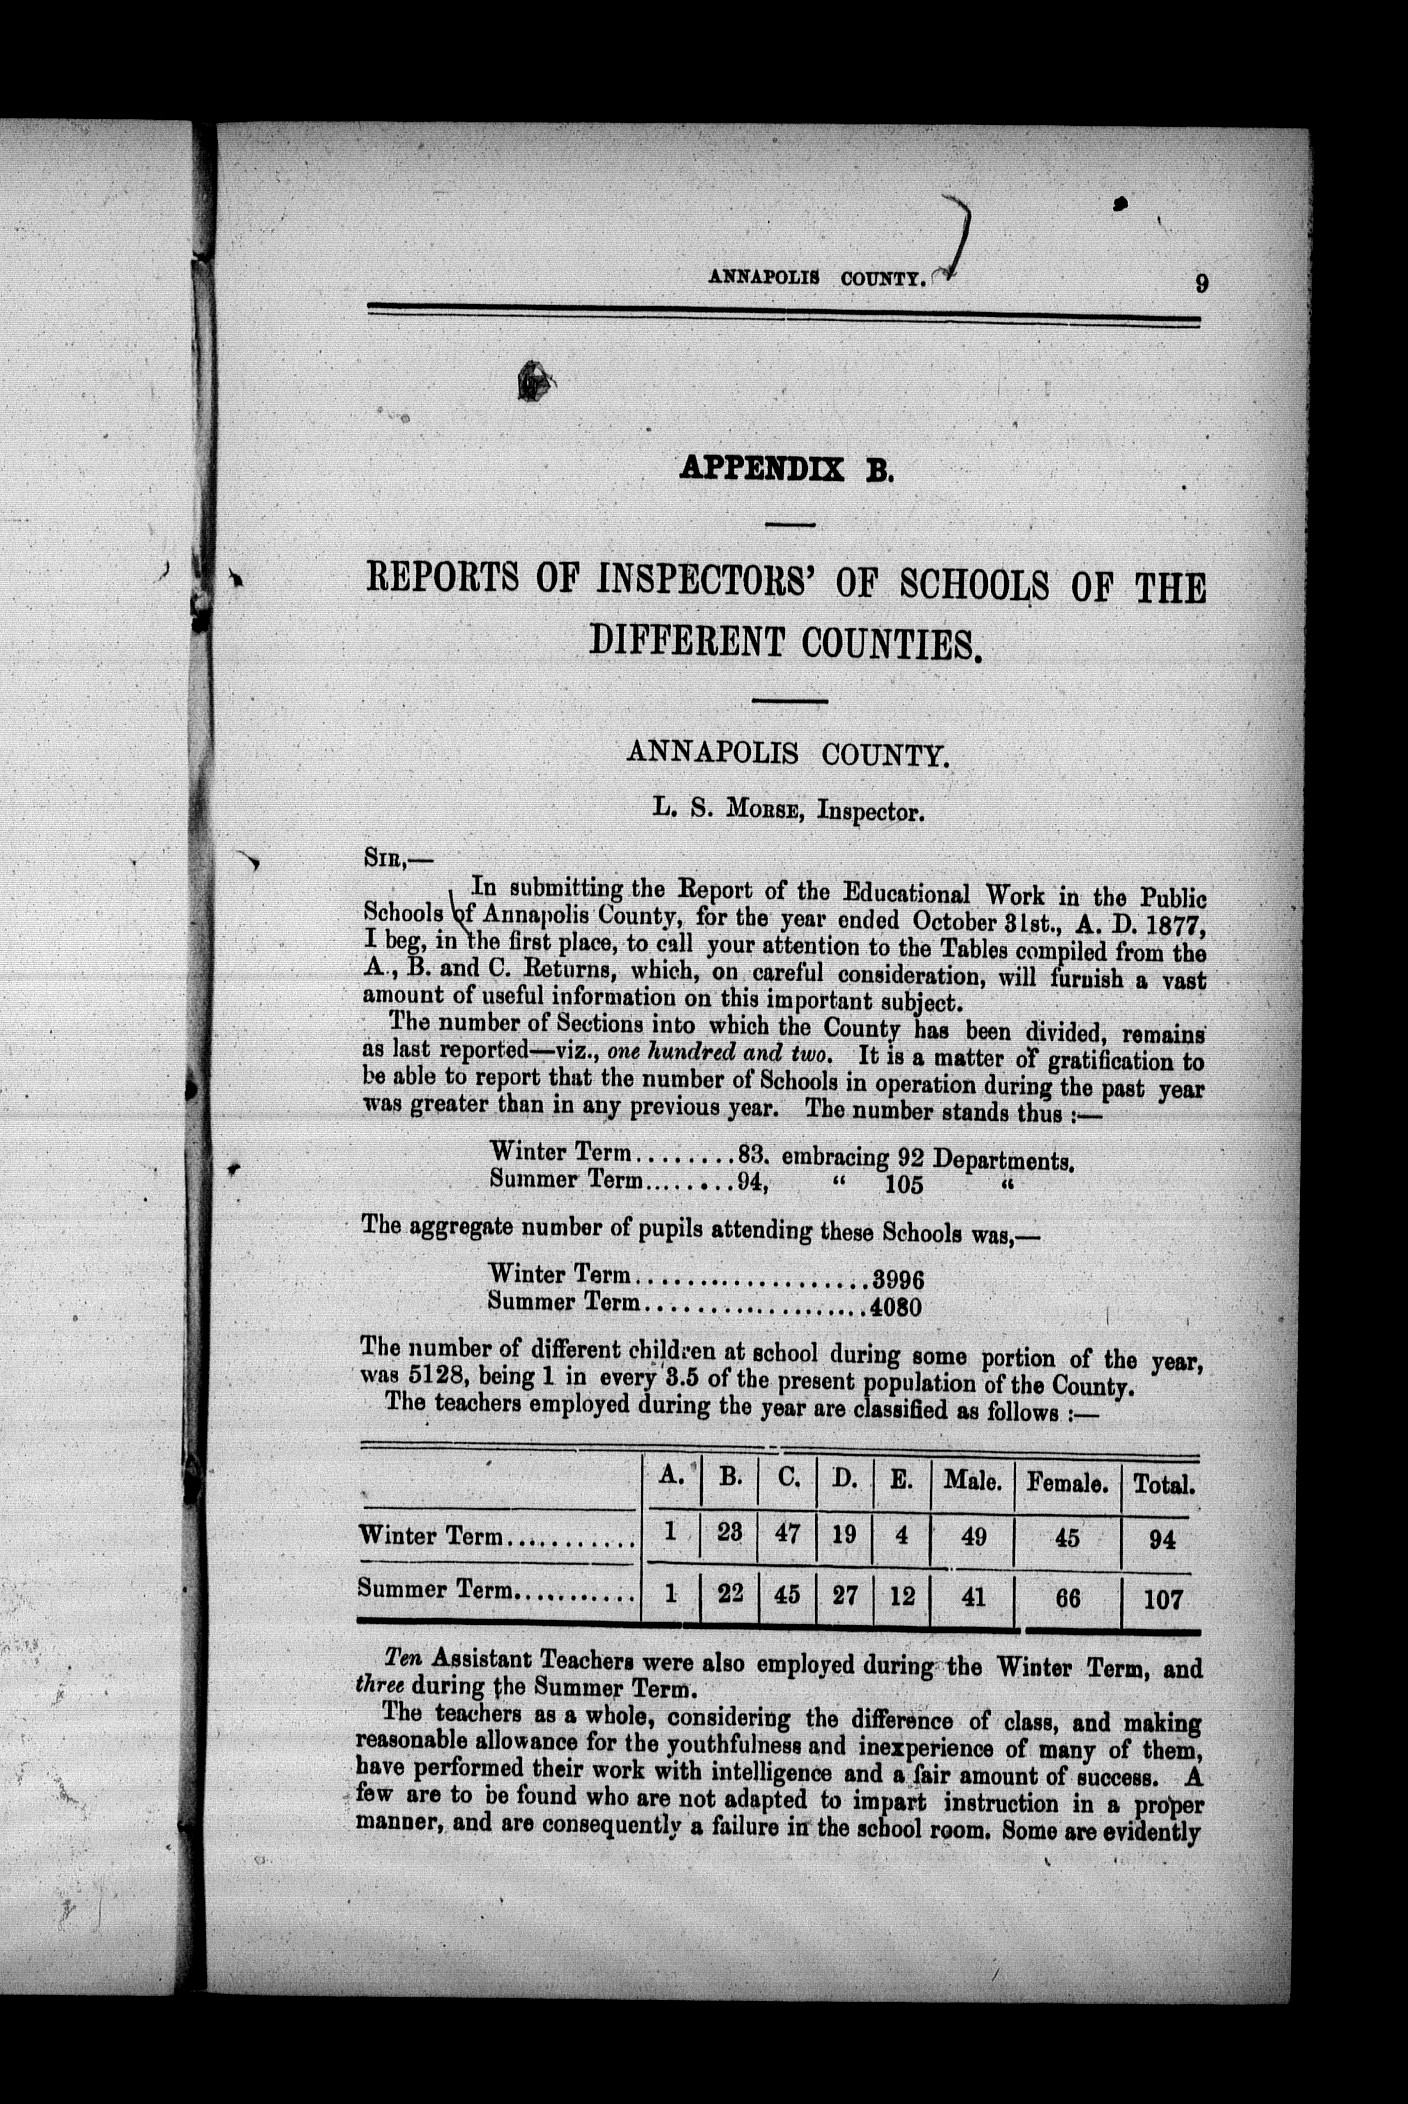 ANNAPOLIS COUNTY. 9
APPENDIX B.
REPORTS OF INSPECTORS' OF SCHOOLS OF THE
DIFFERENT COUNTIES.
ANNAPOLIS COUNTY.
L. S. MORSE, Inspector.
SIR,—
In submitting the Report of the Educational Work in the Public
Schools of Annapolis County, for the year ended October 31st., A. D. 1877,
I beg, in the first place, to call your attention to the Tables compiled from the
A., B. and C. Returns, which, on careful consideration, will furnish a vast
amount of useful information on this important subject.
The number of Sections into which the County has been divided, remains
as last reported—viz., one hundred and two. It is a matter of gratification to
be able to report that the number of Schools in operation during the past year
was greater than in any previous year. The number stands thus :—
Winter Term........83. embracing 92 Departments.
Summer Term........94, “ 105 “
The aggregate number of pupils attending these Schools was,—
Winter Term...................3996
Summer Term...................4080
The number of different children at school during some portion of the year,
was 5128, being 1 in every 3.5 of the present population of the County.
The teachers employed during the year are classified as follows :—
A. B. C. D. E. Male. Female. Total.
Winter Term........... 1 23 47 19 4 49 45 94
Summer Term........... 1 22 45 27 12 41 66 107
Ten Assistant Teachers were also employed during the Winter Term, and
three during the Summer Term.
The teachers as a whole, considering the difference of class, and making
reasonable allowance for the youthfulness and inexperience of many of them,
have performed their work with intelligence and a fair amount of success. A
few are to be found who are not adapted to impart instruction in a proper
manner, and are consequently a failure in the school room. Some are evidently